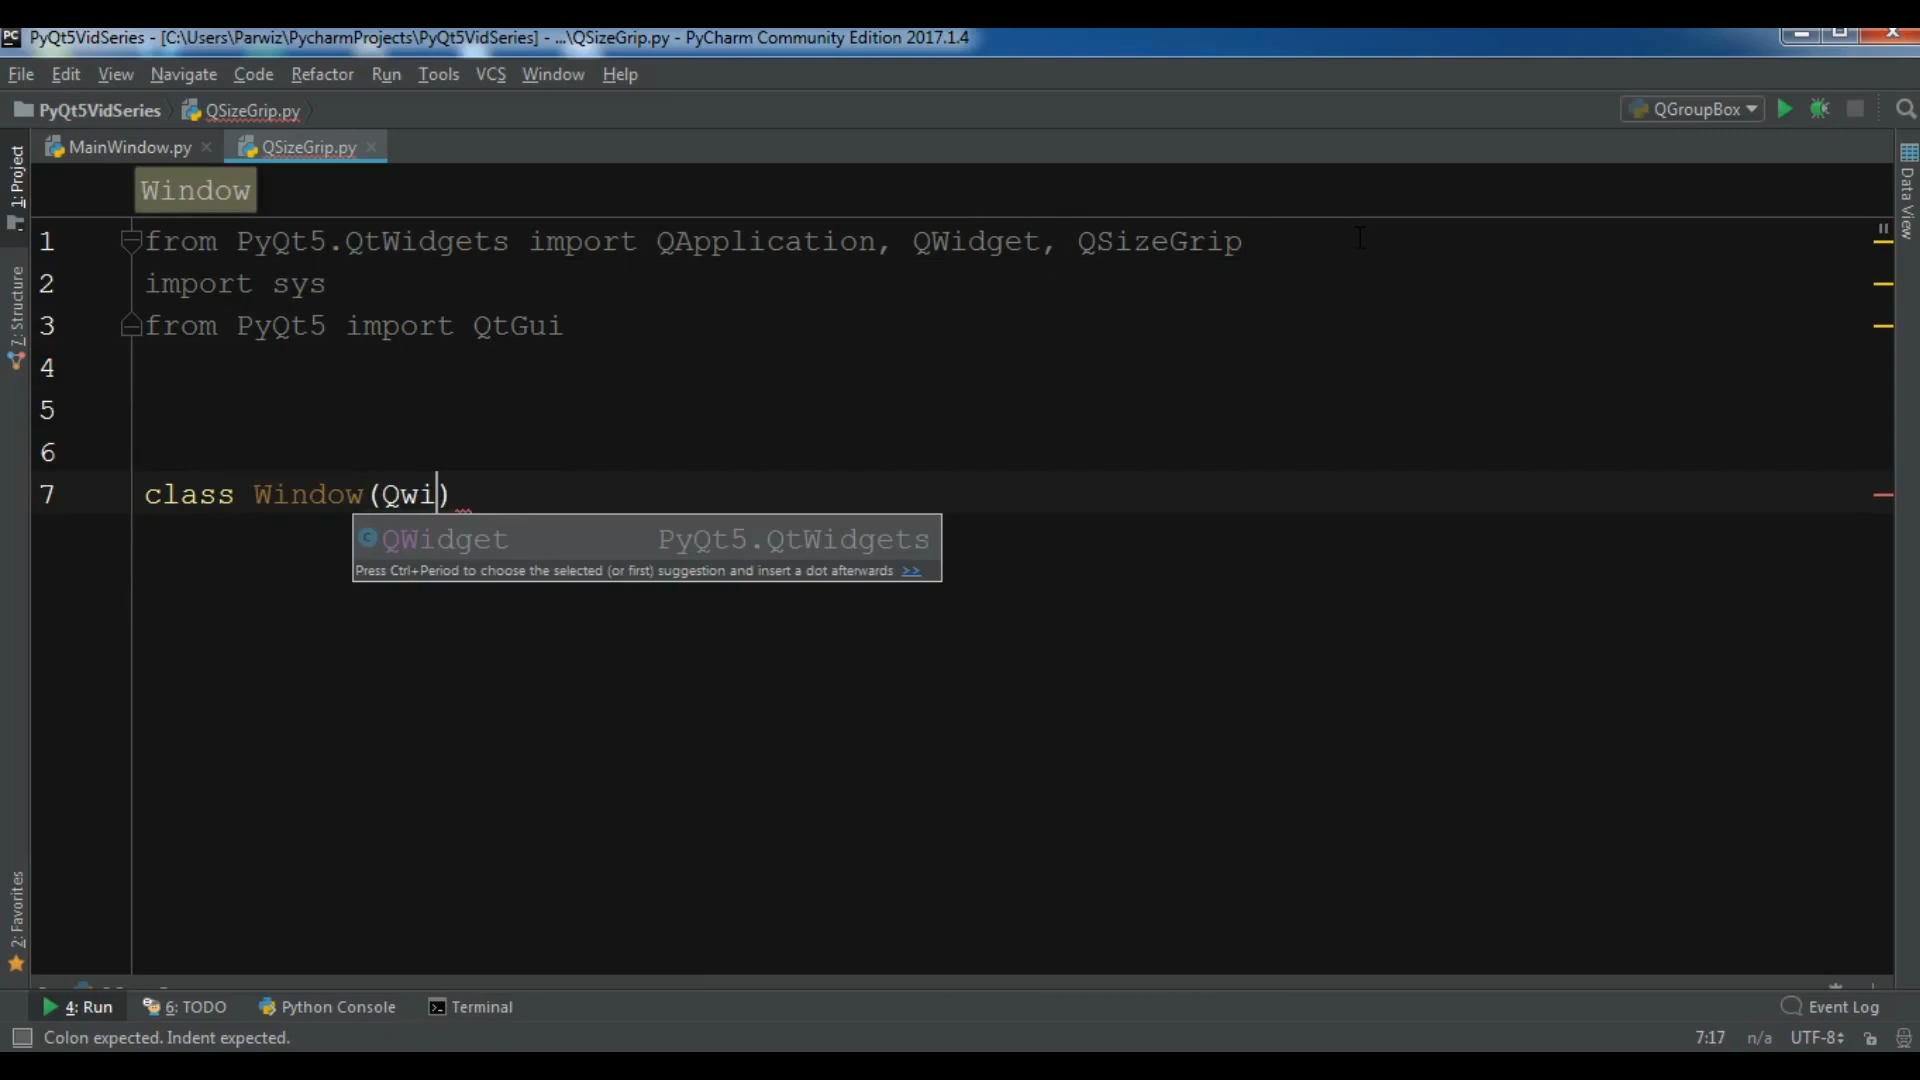 PyQt5VidSeries - [C:\Users\Parwiz\PycharmProjects\PyQt5VidSeries] - ...\QSizeGrip.py - PyCharm Community Edition 2017.1.4
File Edit View Navigate Code Refactor Run Tools VCS Window Help
PyQt5VidSeries QSizeGrip.py QGroupBox
MainWindow.py QSizeGrip.py
1: Project
7: Structure
2: Favorites
Data View
Window
1 from PyQt5.QtWidgets import QApplication, QWidget, QSizeGrip
2 import sys
3 from PyQt5 import QtGui
4
5
6
7 class Window(Qwi)
QWidget PyQt5.QtWidgets
Press Ctrl+Period to choose the selected (or first) suggestion and insert a dot afterwards >>
4: Run 6: TODO Python Console Terminal Event Log
Colon expected. Indent expected. 7:17 n/a UTF-8